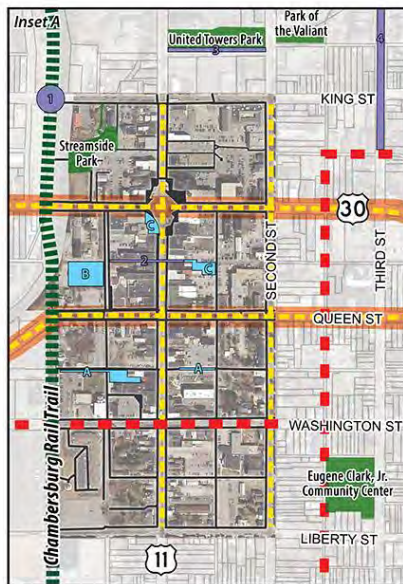 Inset A
Park of
the Valiant
United Towers Park
3
4
1
KING ST
Streamside
Park
30
C
2
C
SECOND ST
THIRD ST
B
QUEEN ST
A
A
Chambersburg Rail Trail
WASHINGTON ST
Eugene Clark, Jr.
Community Center
LIBERTY ST
11